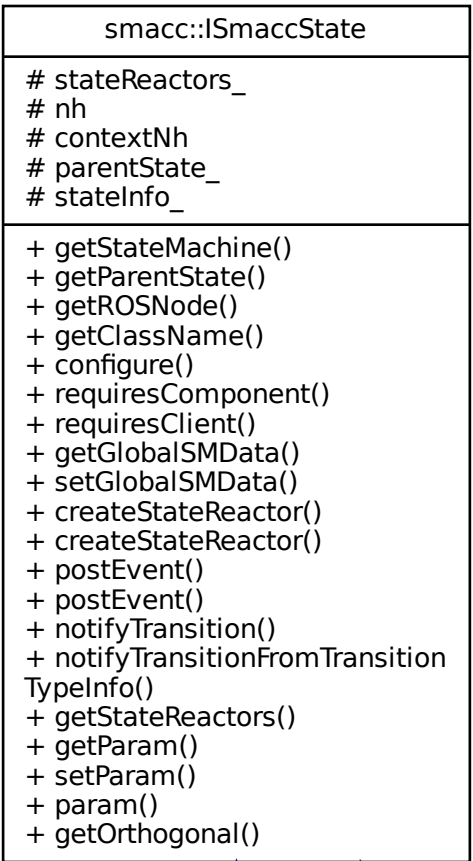 smacc::ISmaccState
# stateReactors_
# nh
# contextNh
# parentState_
# stateInfo_
+ getStateMachine()
+ getParentState()
+ getROSNode()
+ getClassName()
+ configure()
+ requiresComponent()
+ requiresClient()
+ getGlobalSMData()
+ setGlobalSMData()
+ createStateReactor()
+ createStateReactor()
+ postEvent()
+ postEvent()
+ notifyTransition()
+ notifyTransitionFromTransition
TypeInfo()
+ getStateReactors()
+ getParam()
+ setParam()
+ param()
+ getOrthogonal()